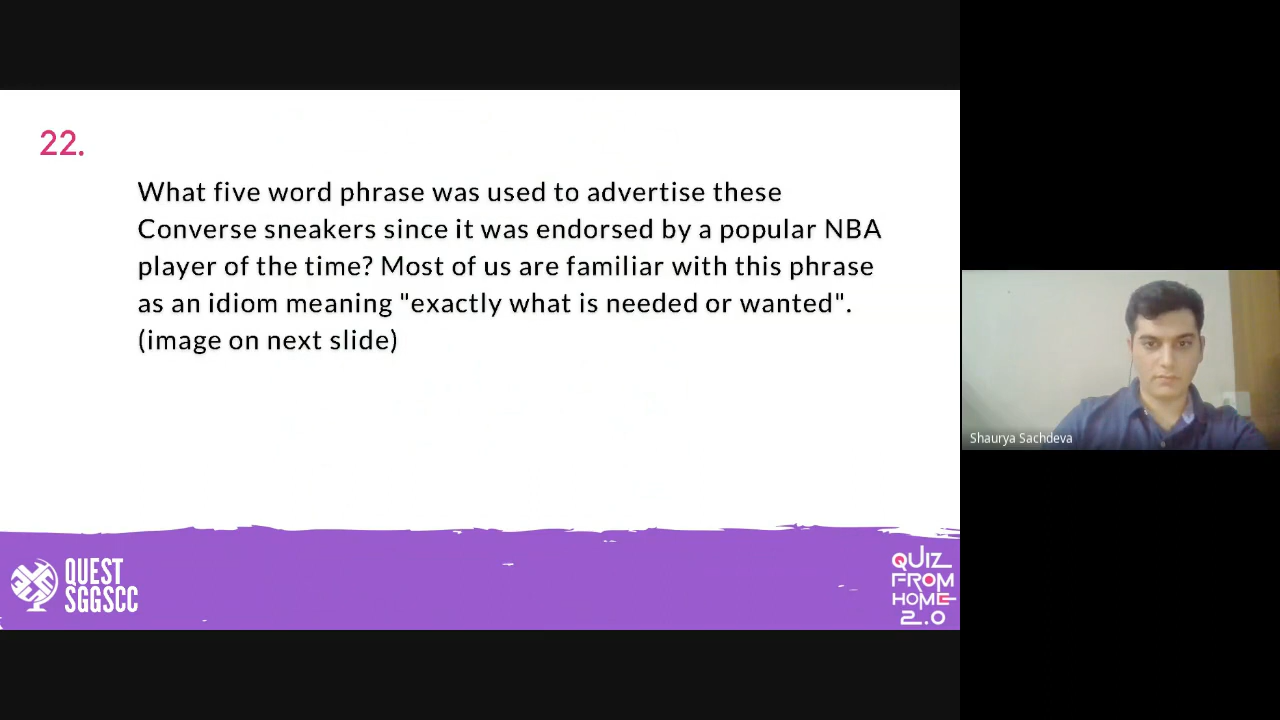 22.
What five word phrase was used to advertise these
Converse sneakers since it was endorsed by a popular NBA
player of the time? Most of us are familiar with this phrase
as an idiom meaning "exactly what is needed or wanted".
(image on next slide)
Shaurya Sachdeva
QUEST
SGGSCC
QUIZ
FROM
HOME
2.0